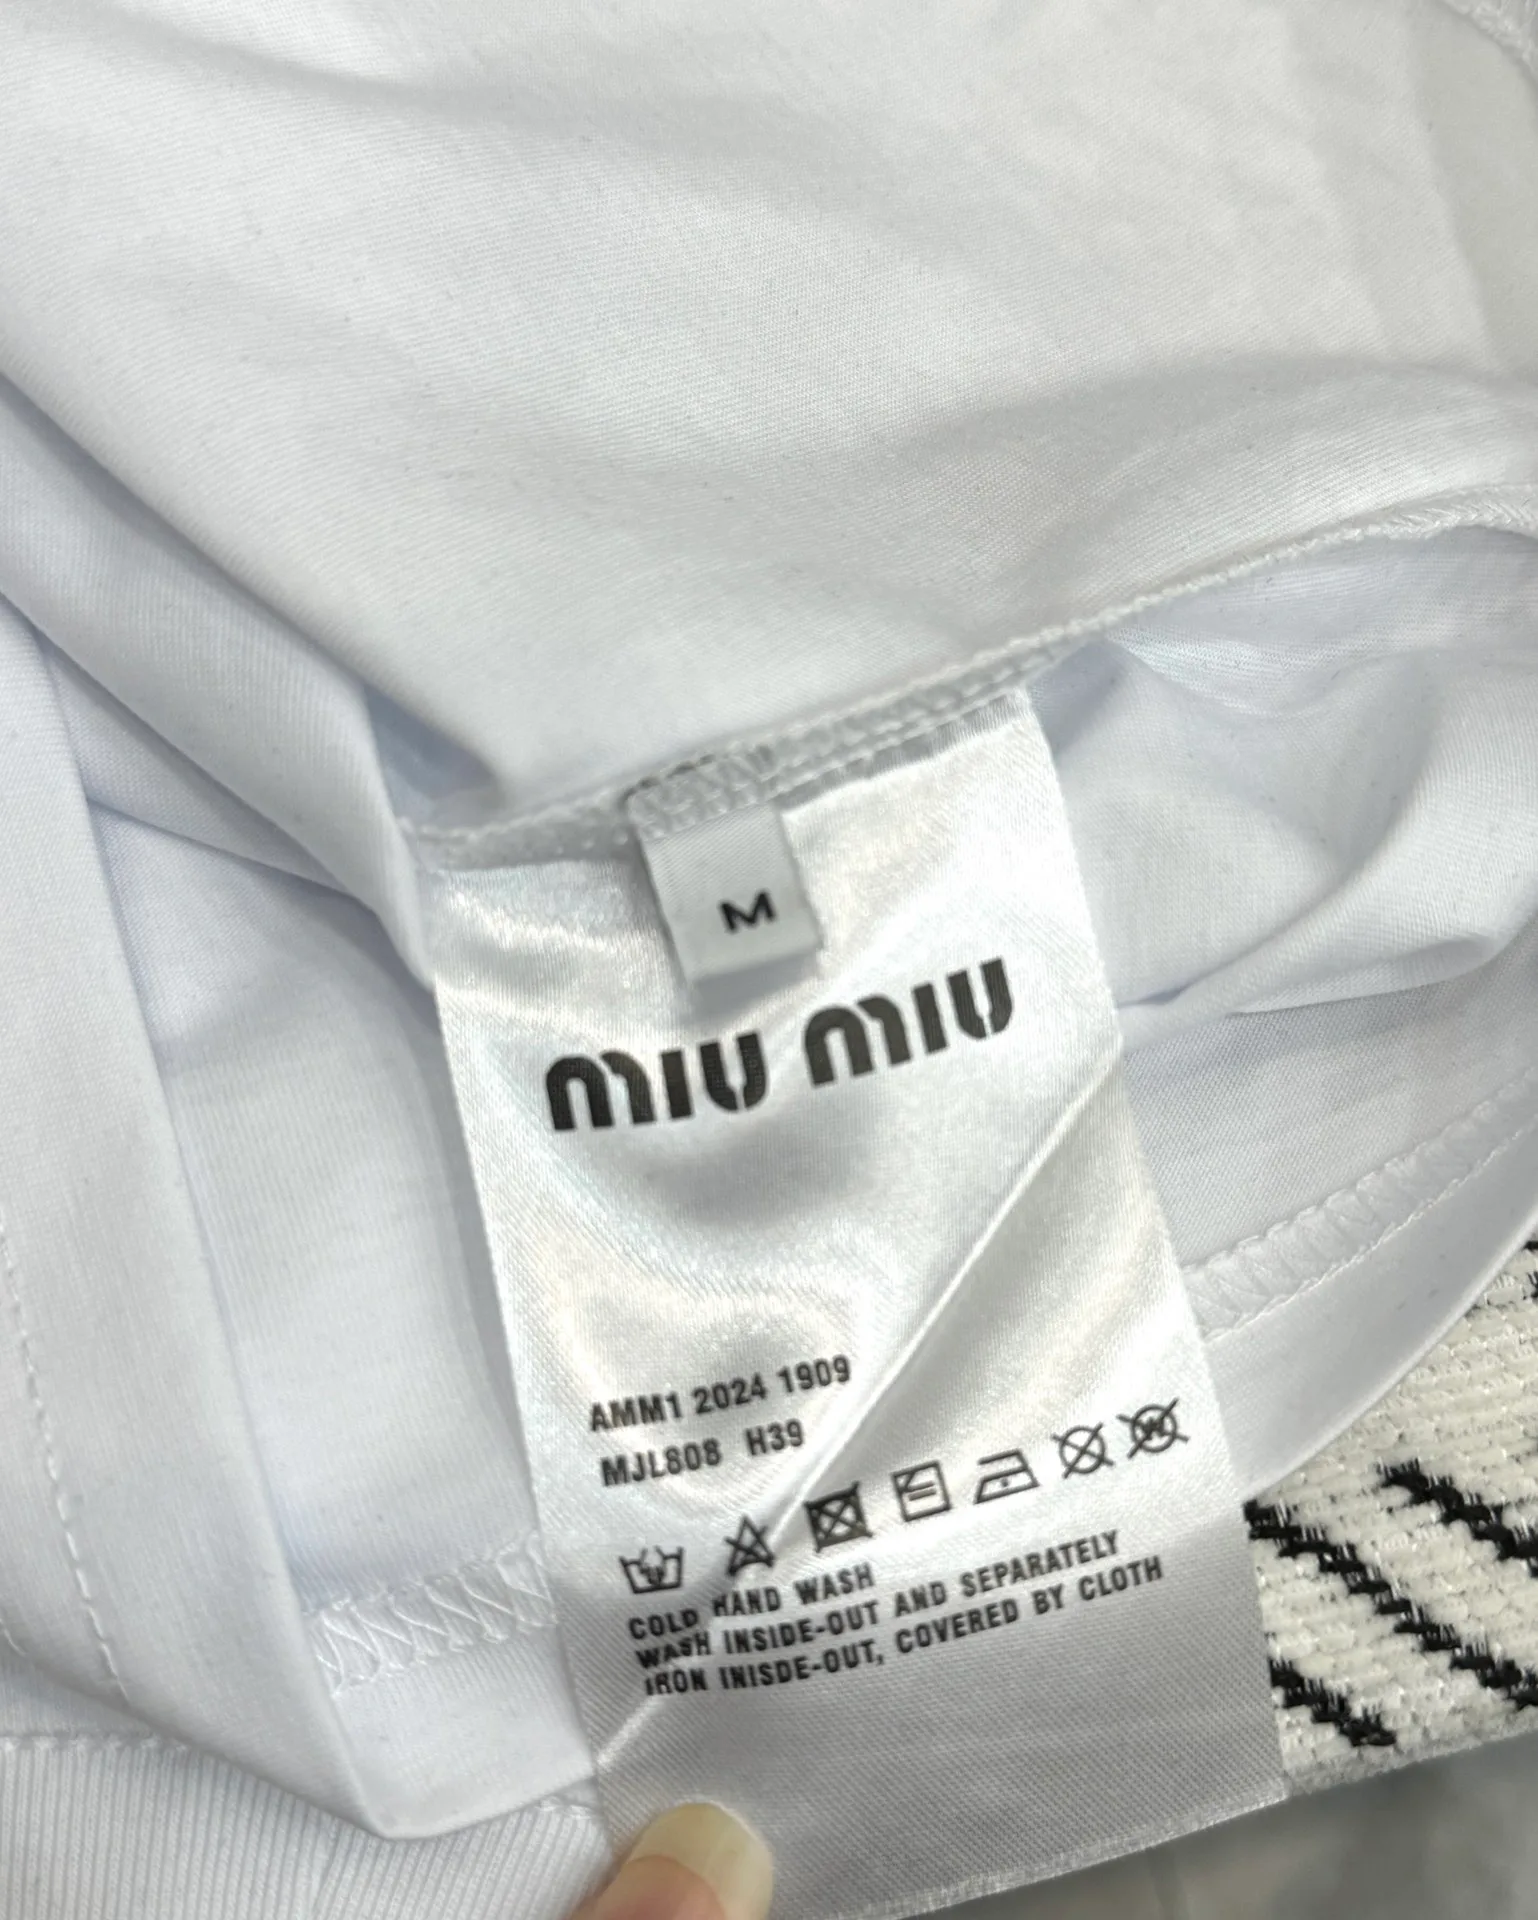 M
MIU MIU
AMM1 2024 1909
MJL808 H39
W
COLD HAND WASH
WASH INSIDE-OUT AND SEPARATELY
IRON INISDE-OUT, COVERED BY CLOTH